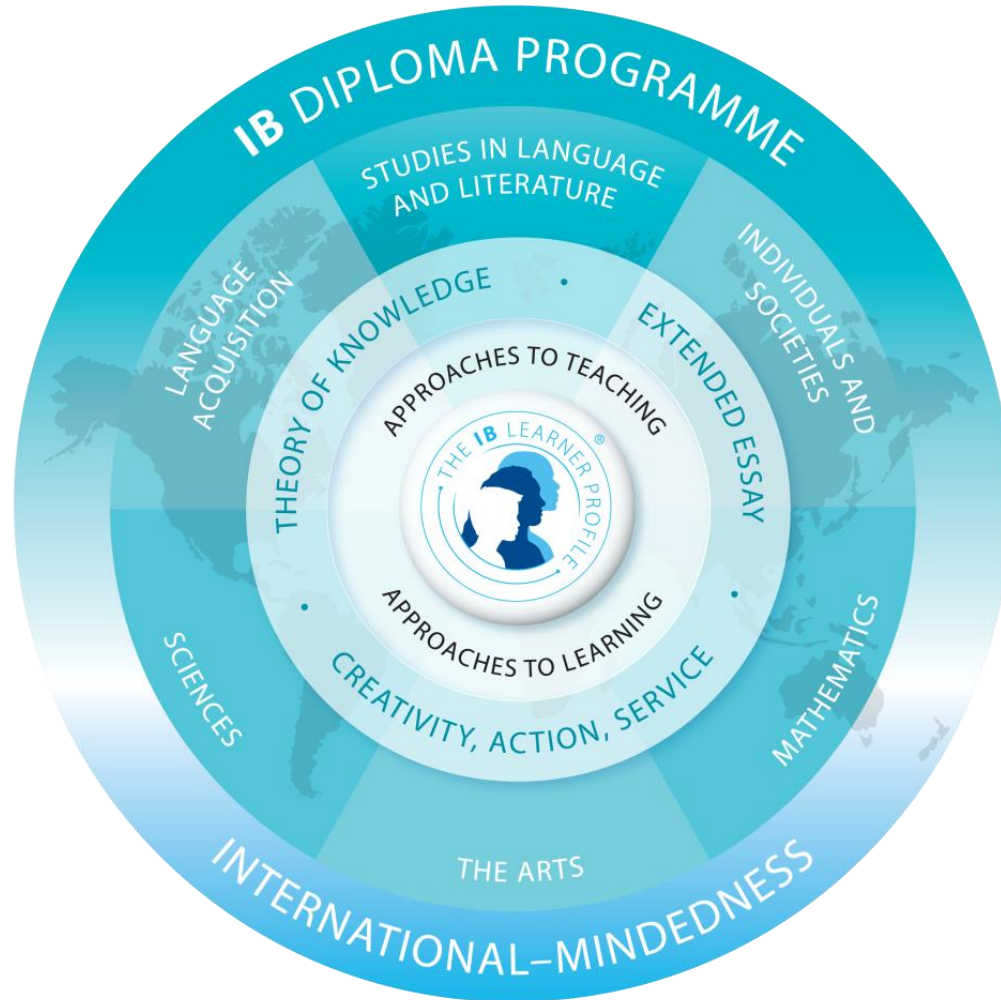 IB DIPLOMA PROGRAMME
STUDIES IN LANGUAGE
AND LITERATURE
LANGUAGE
ACQUISITION
INDIVIDUALS AND
SOCIETIES
THEORY OF KNOWLEDGE
•
EXTENDED ESSAY
APPROACHES TO TEACHING
• THE IB LEARNER PROFILE •
®
APPROACHES TO LEARNING
•
CREATIVITY, ACTION, SERVICE
•
SCIENCES
MATHEMATICS
THE ARTS
INTERNATIONAL–MINDEDNESS